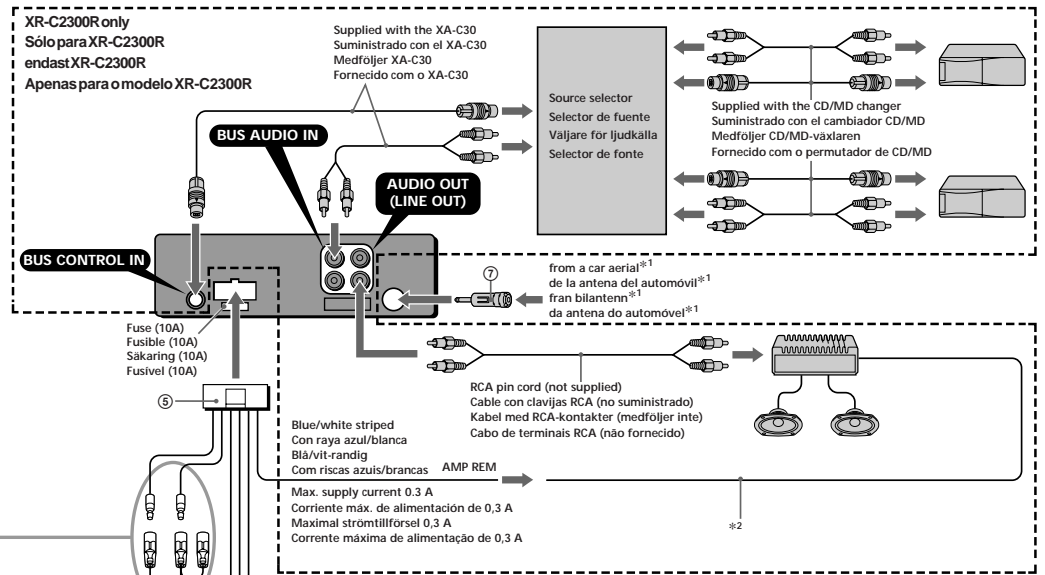 XR-C2300R only
Sólo para XR-C2300R
endast XR-C2300R
Apenas para o modelo XR-C2300R
Supplied with the XA-C30
Suministrado con el XA-C30
Medföljer XA-C30
Fornecido com o XA-C30
BUS AUDIO IN
AUDIO OUT
(LINE OUT)
BUS CONTROL IN
Source selector
Selector de fuente
Väljare för ljudkälla
Selector de fonte
Supplied with the CD/MD changer
Suministrado con el cambiador CD/MD
Medföljer CD/MD-växlaren
Fornecido com o permutador de CD/MD
⑦
from a car aerial*1
de la antena del automóvil*1
fran bilantenn*1
da antena do automóvel*1
Fuse (10A)
Fusible (10A)
Säkaring (10A)
Fusível (10A)
⑤
RCA pin cord (not supplied)
Cable con clavijas RCA (no suministrado)
Kabel med RCA-kontakter (medföljer inte)
Cabo de terminais RCA (não fornecido)
Blue/white striped
Con raya azul/blanca
Blå/vit-randig
Com riscas azuis/brancas
AMP REM
Max. supply current 0.3 A
Corriente máx. de alimentación de 0,3 A
Maximal strömtillförsel 0,3 A
Corrente máxima de alimentação de 0,3 A
*2